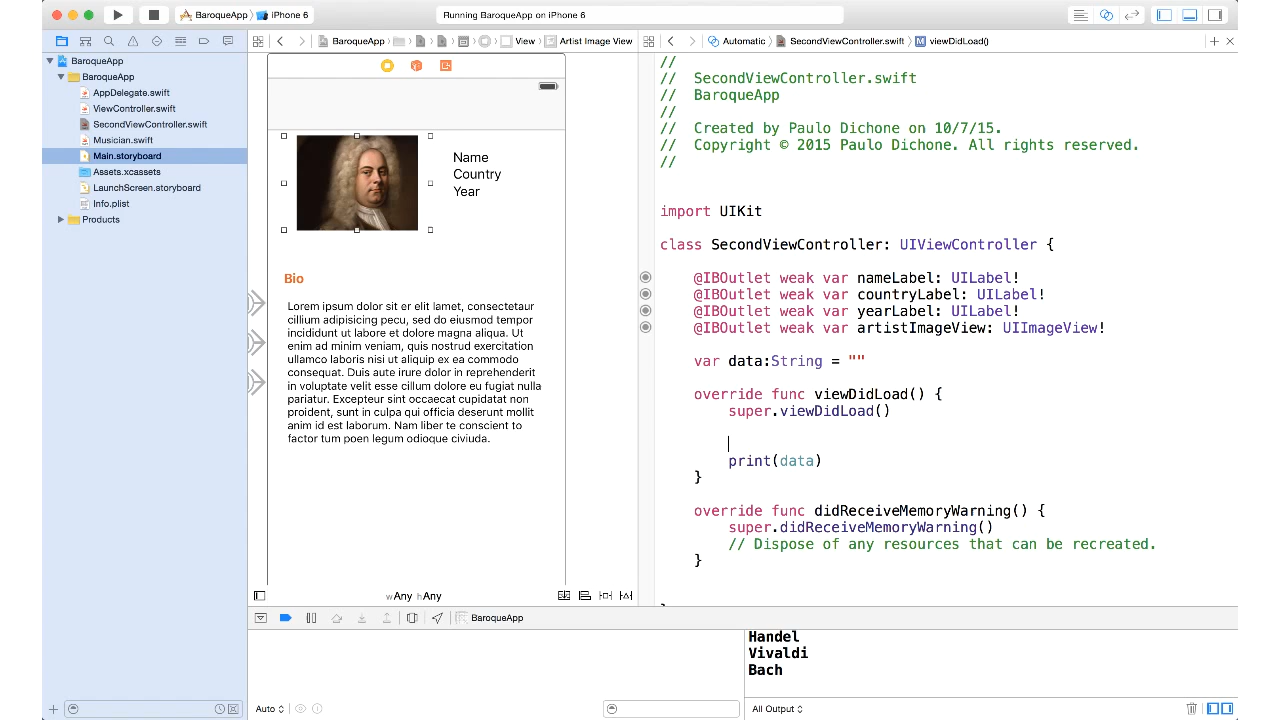 BaroqueApp iPhone 6
Running BaroqueApp on iPhone 6
BaroqueApp View Artist Image View
Automatic SecondViewController.swift viewDidLoad()
BaroqueApp
BaroqueApp
AppDelegate.swift
ViewController.swift
SecondViewController.swift
Musician.swift
Main.storyboard
Assets.xcassets
LaunchScreen.storyboard
Info.plist
Products
Name
Country
Year
Bio
Lorem ipsum dolor sit er elit lamet, consectetaur
cillium adipisicing pecu, sed do eiusmod tempor
incididunt ut labore et dolore magna aliqua. Ut
enim ad minim veniam, quis nostrud exercitation
ullamco laboris nisi ut aliquip ex ea commodo
consequat. Duis aute irure dolor in reprehenderit
in voluptate velit esse cillum dolore eu fugiat nulla
pariatur. Excepteur sint occaecat cupidatat non
proident, sunt in culpa qui officia deserunt mollit
anim id est laborum. Nam liber te conscient to
factor tum poen legum odioque civiuda.
wAny hAny
//
// SecondViewController.swift
// BaroqueApp
//
// Created by Paulo Dichone on 10/7/15.
// Copyright © 2015 Paulo Dichone. All rights reserved.
//
import UIKit
class SecondViewController: UIViewController {
@IBOutlet weak var nameLabel: UILabel!
@IBOutlet weak var countryLabel: UILabel!
@IBOutlet weak var yearLabel: UILabel!
@IBOutlet weak var artistImageView: UIImageView!
var data:String = ""
override func viewDidLoad() {
super.viewDidLoad()
print(data)
}
override func didReceiveMemoryWarning() {
super.didReceiveMemoryWarning()
// Dispose of any resources that can be recreated.
}
BaroqueApp
Handel
Vivaldi
Bach
Auto
All Output